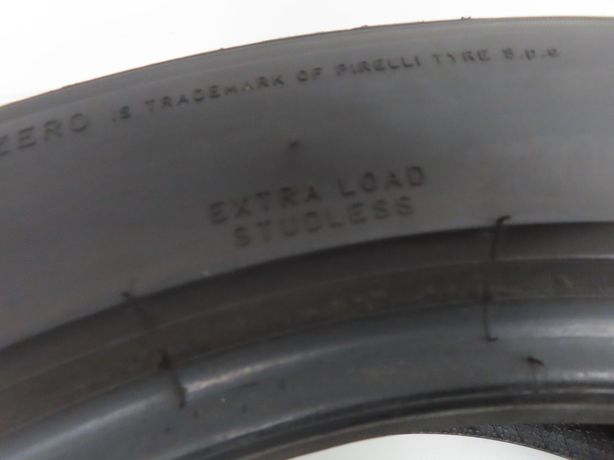 ZERO IS TRADEMARK OF PIRELLI TYRE S.p.a
EXTRA LOAD
STUDLESS